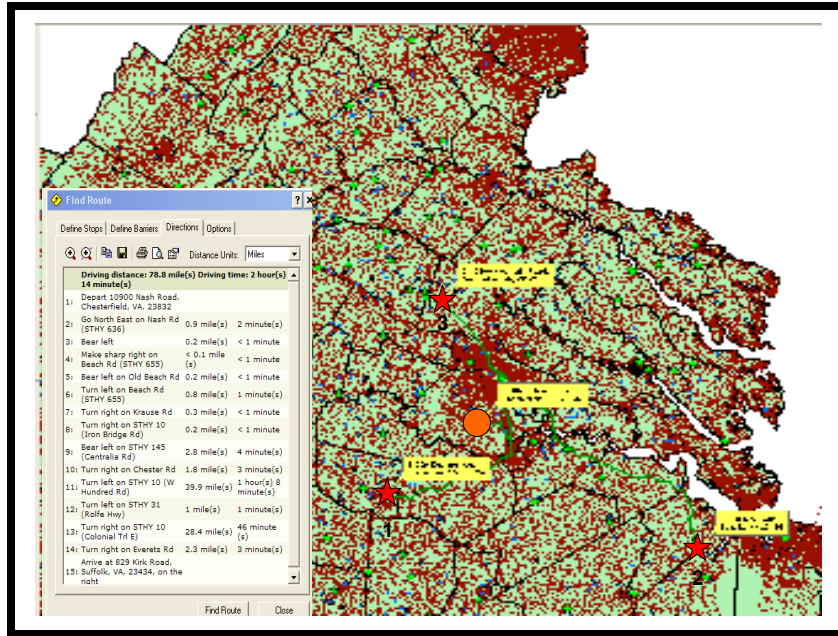 Find Route
?
Define Stops Define Barriers Directions Options
Distance Units: Miles
Driving distance: 78.8 mile(s) Driving time: 2 hour(s)
14 minute(s)
1: Depart 10900 Nash Road,
Chesterfield, VA, 23832
2: Go North East on Nash Rd
(STHY 636) 0.9 mile(s) 2 minute(s)
3: Bear left 0.2 mile(s) < 1 minute
4: Make sharp right on
Beach Rd (STHY 655) < 0.1 mile
(s) < 1 minute
5: Bear left on Old Beach Rd 0.2 mile(s) < 1 minute
6: Turn left on Beach Rd
(STHY 655) 0.8 mile(s) 1 minute(s)
7: Turn right on Krause Rd 0.3 mile(s) < 1 minute
8: Turn right on STHY 10
(Iron Bridge Rd) 0.2 mile(s) < 1 minute
9: Bear left on STHY 145
(Centralia Rd) 2.8 mile(s) 4 minute(s)
10: Turn right on Chester Rd 1.8 mile(s) 3 minute(s)
11: Turn left on STHY 10 (W
Hundred Rd) 39.9 mile(s) 1 hour(s) 8
minute(s)
12: Turn left on STHY 31
(Rolfe Hwy) 1 mile(s) 1 minute(s)
13: Turn right on STHY 10
(Colonial Trl E) 28.4 mile(s) 46 minute
(s)
14: Turn right on Everets Rd 2.3 mile(s) 3 minute(s)
15: Arrive at 829 Kirk Road,
Suffolk, VA, 23434, on the
right
Find Route Close
3
1
2